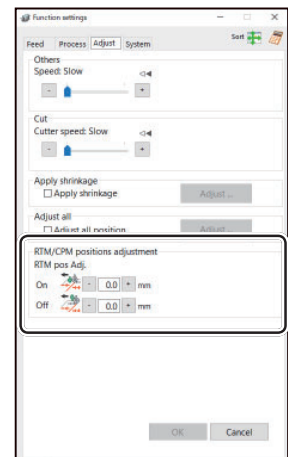 Function settings
Sort
Feed Process Adjust System
Others
Speed: Slow
- +
Cut
Cutter speed: Slow
- +
Apply shrinkage
Apply shrinkage Adjust ...
Adjust all
Adjust all position Adjust ...
RTM/CPM positions adjustment
RTM pos Adj.
On - 0.0 + mm
Off - 0.0 + mm
OK Cancel